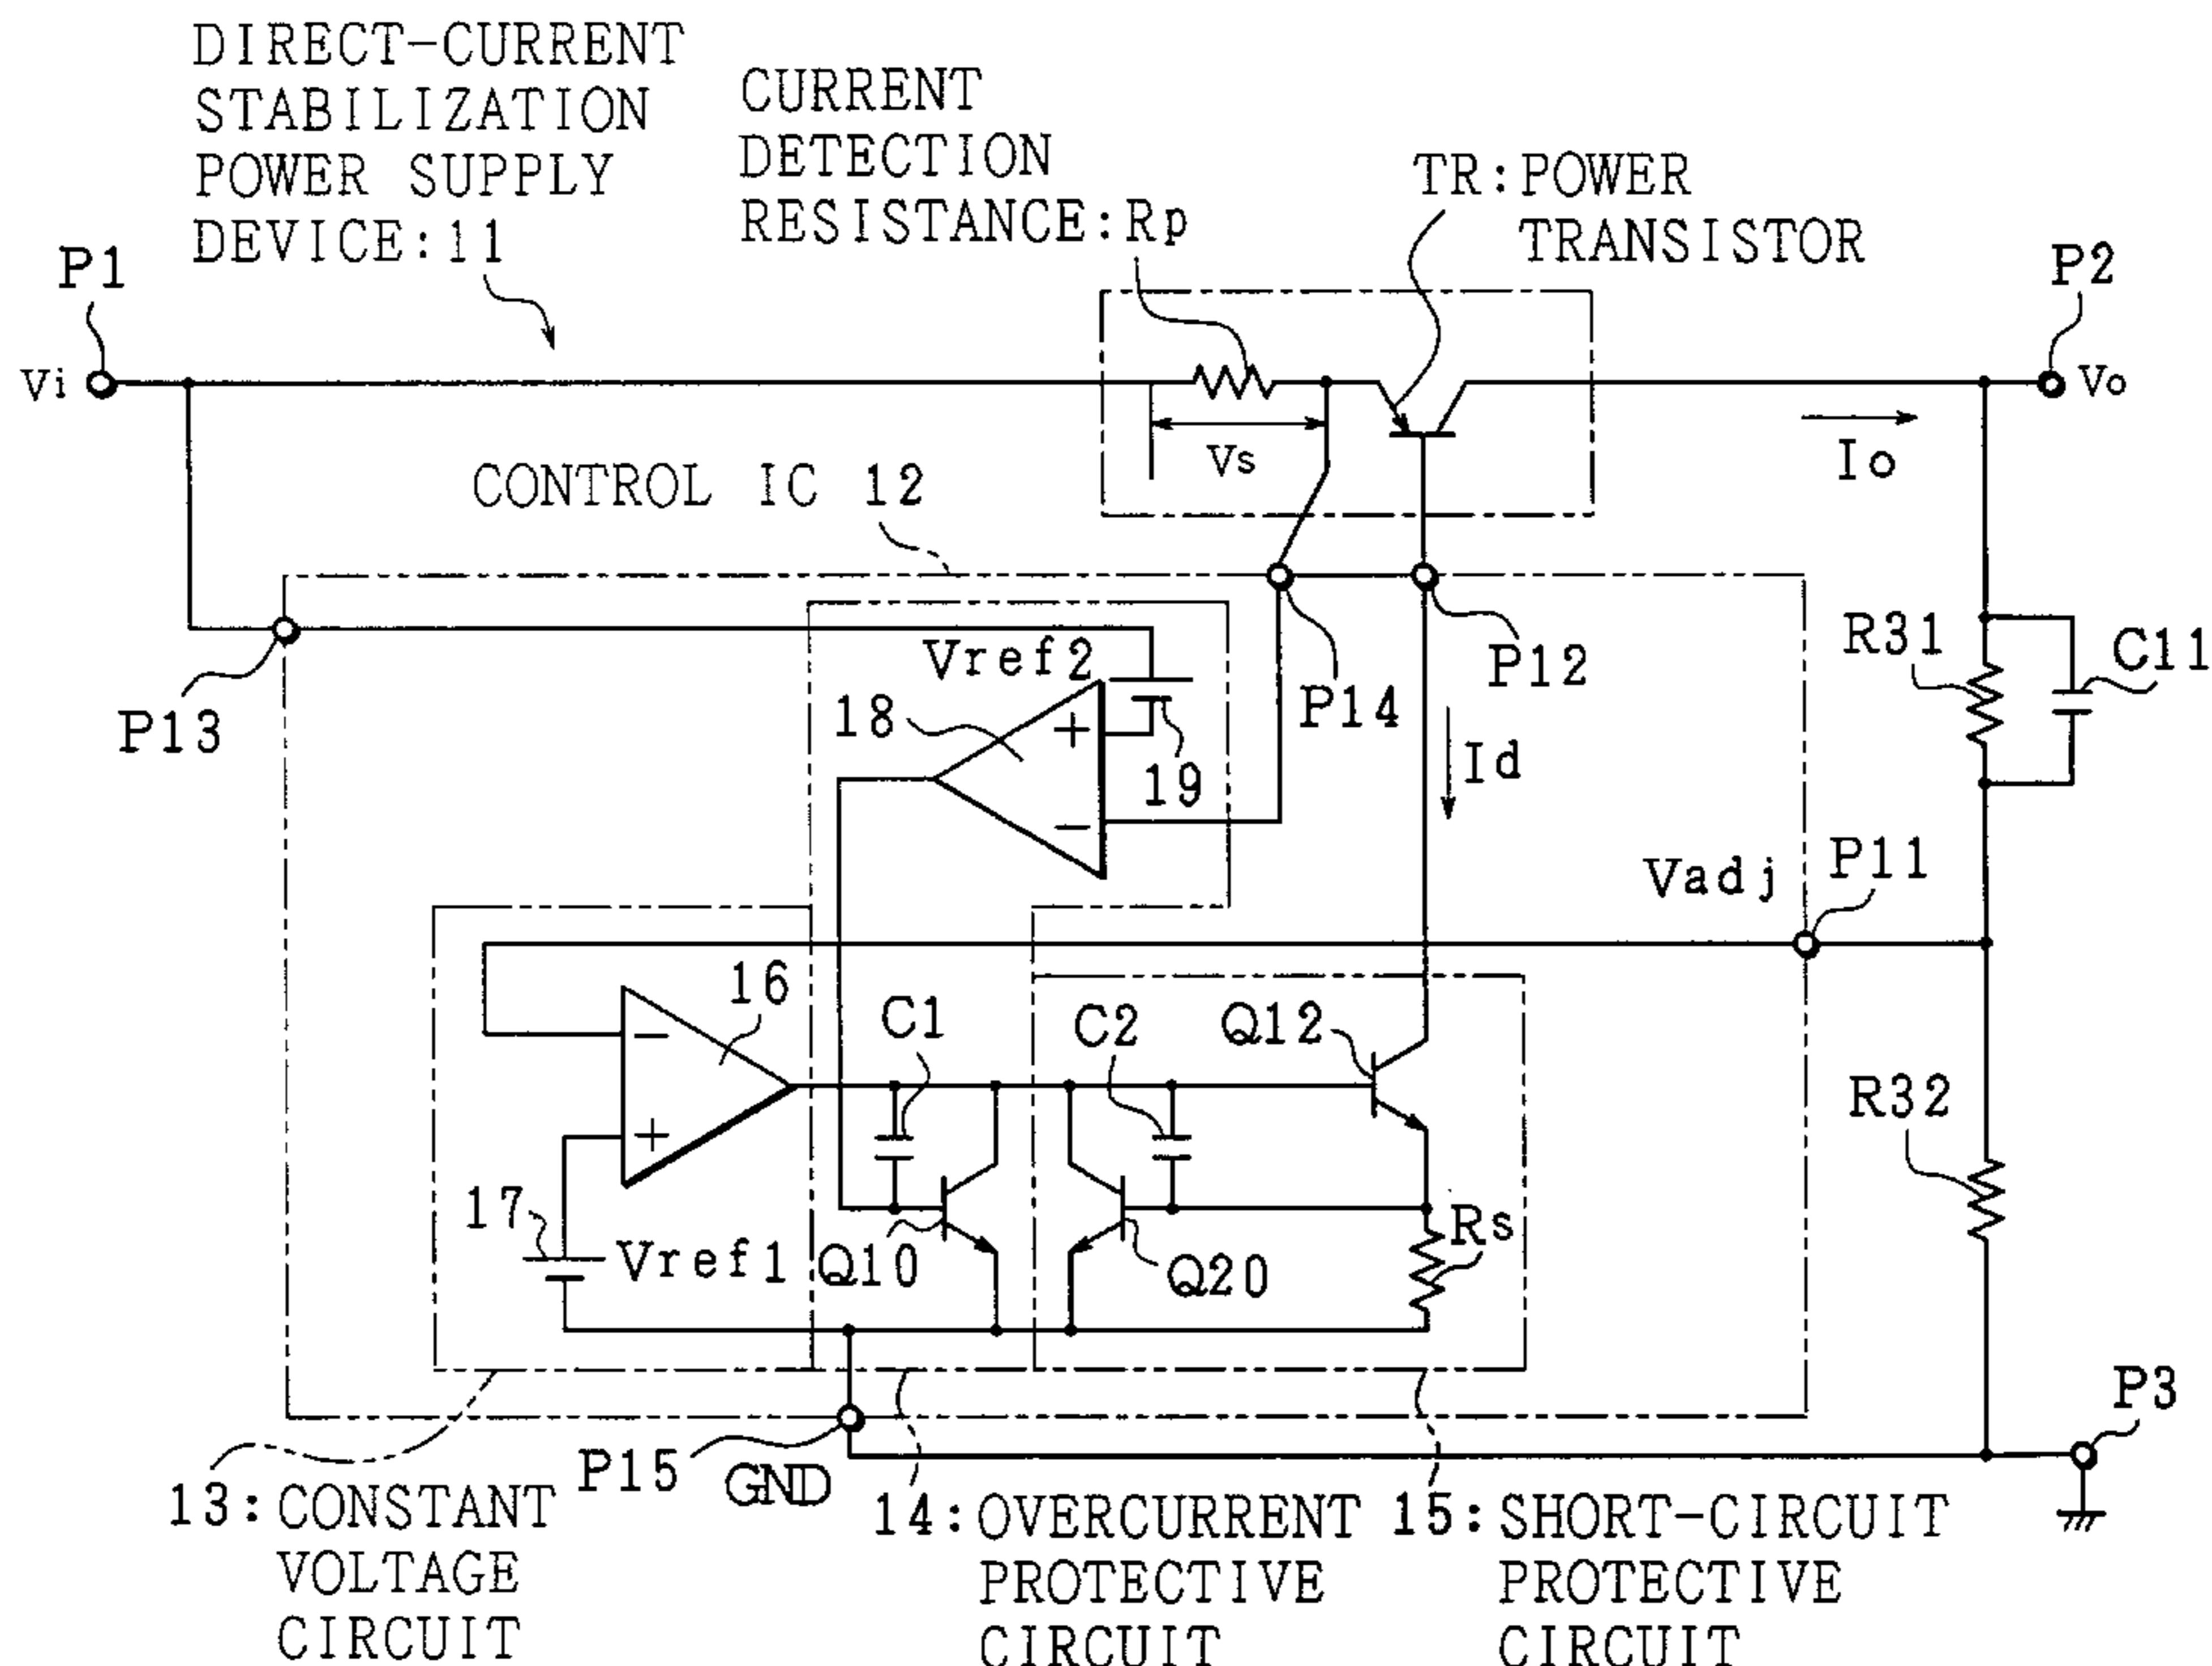 DIRECT-CURRENT
STABILIZATION
POWER SUPPLY
DEVICE:11
CURRENT
DETECTION
RESISTANCE:Rp
TR:POWER
TRANSISTOR
P1
P2
Vi
Vo
Vs
Io
CONTROL IC 12
P13
Vref2
18
+
19
−
P14
P12
Id
R31
C11
Vadj
P11
16
−
+
C1
C2
Q12
R32
17
Vref1
Q10
Q20
Rs
P15
GND
P3
13:CONSTANT
VOLTAGE
CIRCUIT
14:OVERCURRENT
PROTECTIVE
CIRCUIT
15:SHORT-CIRCUIT
PROTECTIVE
CIRCUIT